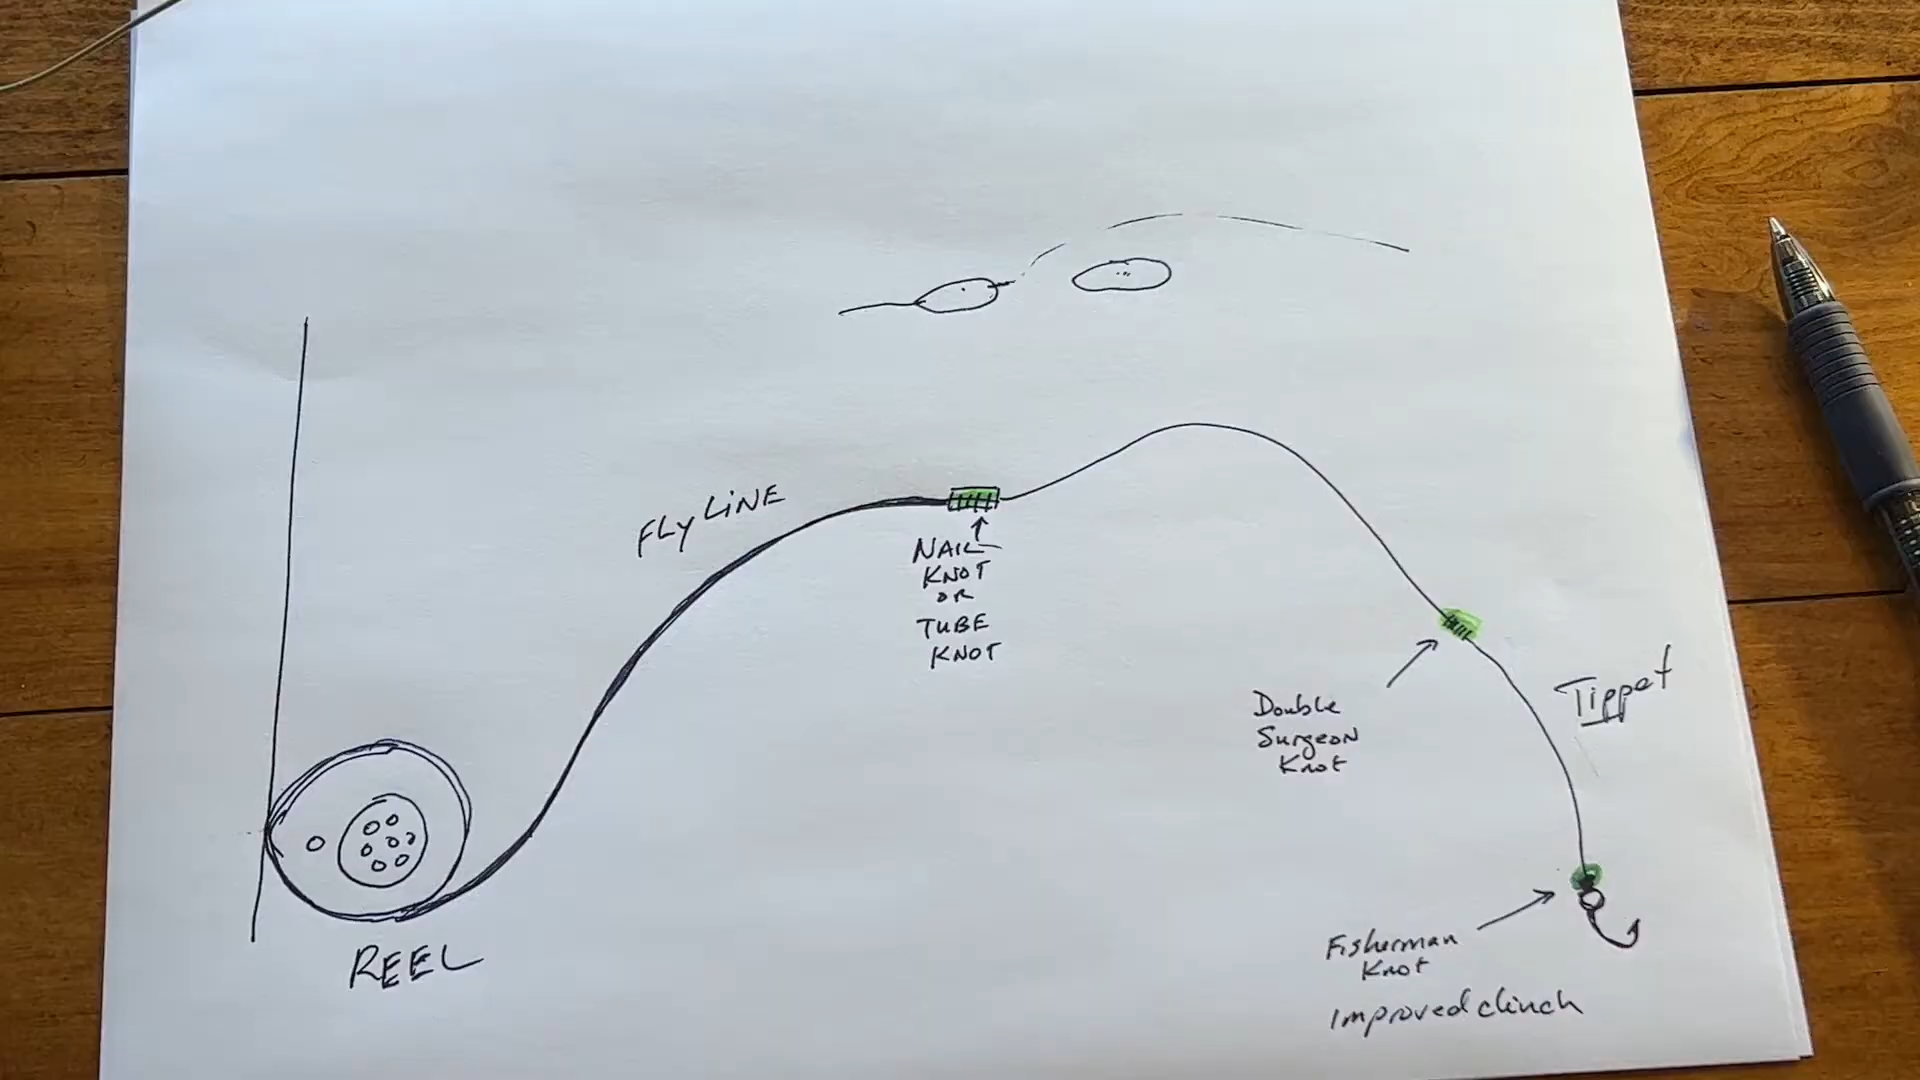 FLY LINE
NAIL
KNOT
OR
TUBE
KNOT
Double
Surgeon
Knot
Tippet
Fisherman
Knot
Improved clinch
REEL